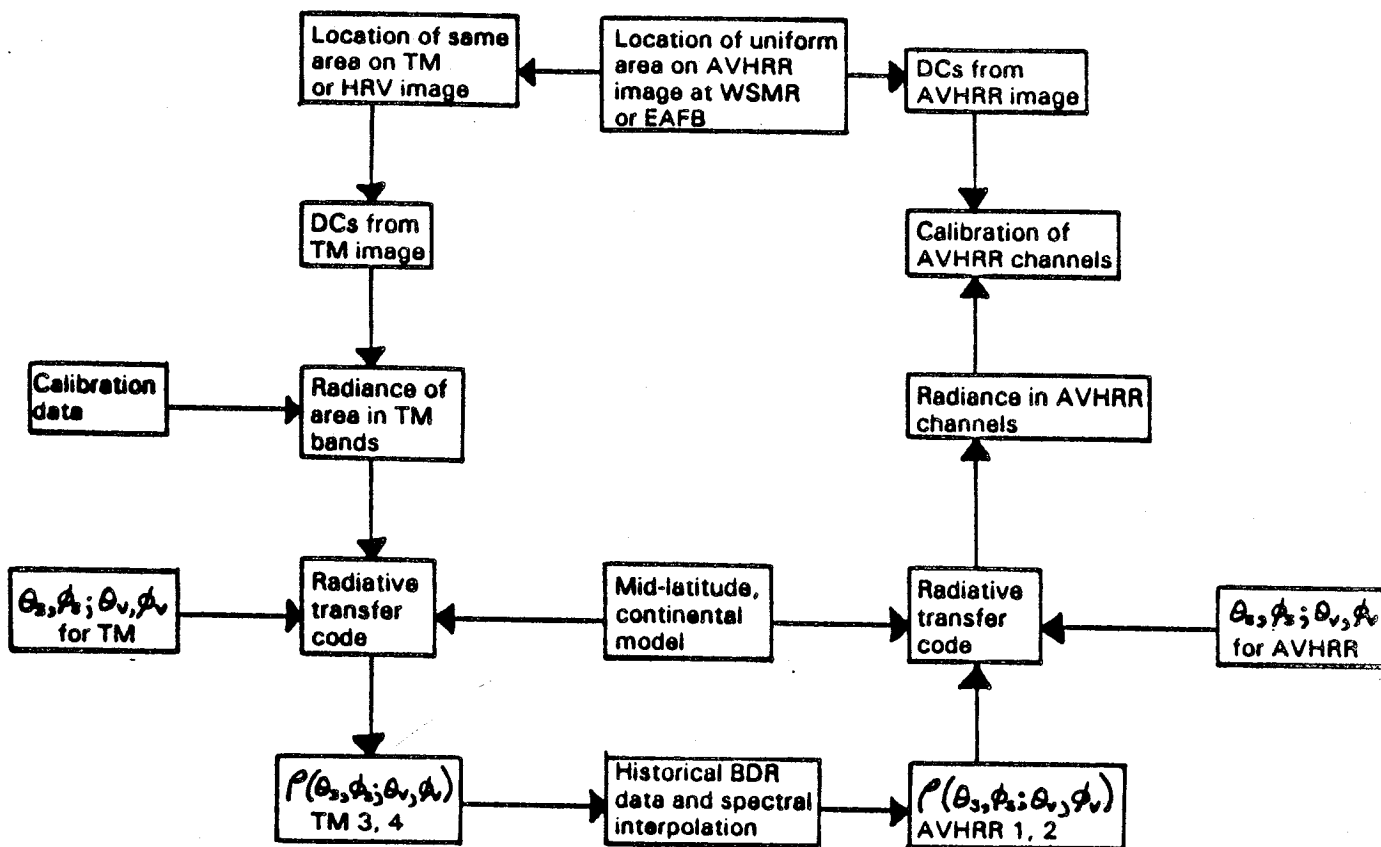 Location of same
area on TM
or HRV image
Location of uniform
area on AVHRR
image at WSMR
or EAFB
DCs from
AVHRR image
DCs from
TM image
Calibration of
AVHRR channels
Calibration
data
Radiance of
area in TM
bands
Radiance in AVHRR
channels
θs,ϕs;θv,ϕv
for TM
Radiative
transfer
code
Mid-latitude,
continental
model
Radiative
transfer
code
θs,ϕs;θv,ϕv
for AVHRR
ρ(θs,ϕs;θv,ϕv)
TM 3, 4
Historical BDR
data and spectral
interpolation
ρ(θs,ϕs;θv,ϕv)
AVHRR 1, 2